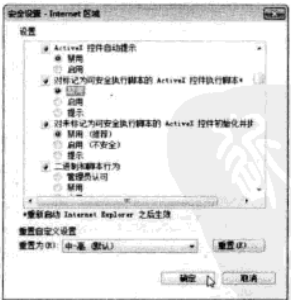 安全设置 - Internet 区域
设置
ActiveX 控件自动提示
禁用
启用
对标记为可安全执行脚本的 ActiveX 控件执行脚本*
禁用
启用
提示
对未标记为可安全执行脚本的 ActiveX 控件初始化并执
禁用 (推荐)
启用 (不安全)
提示
二进制和脚本行为
管理员认可
禁用
*重新启动 Internet Explorer 之后生效
重置自定义设置
重置为(R): 中-高 (默认)
重置(E)...
确定
取消